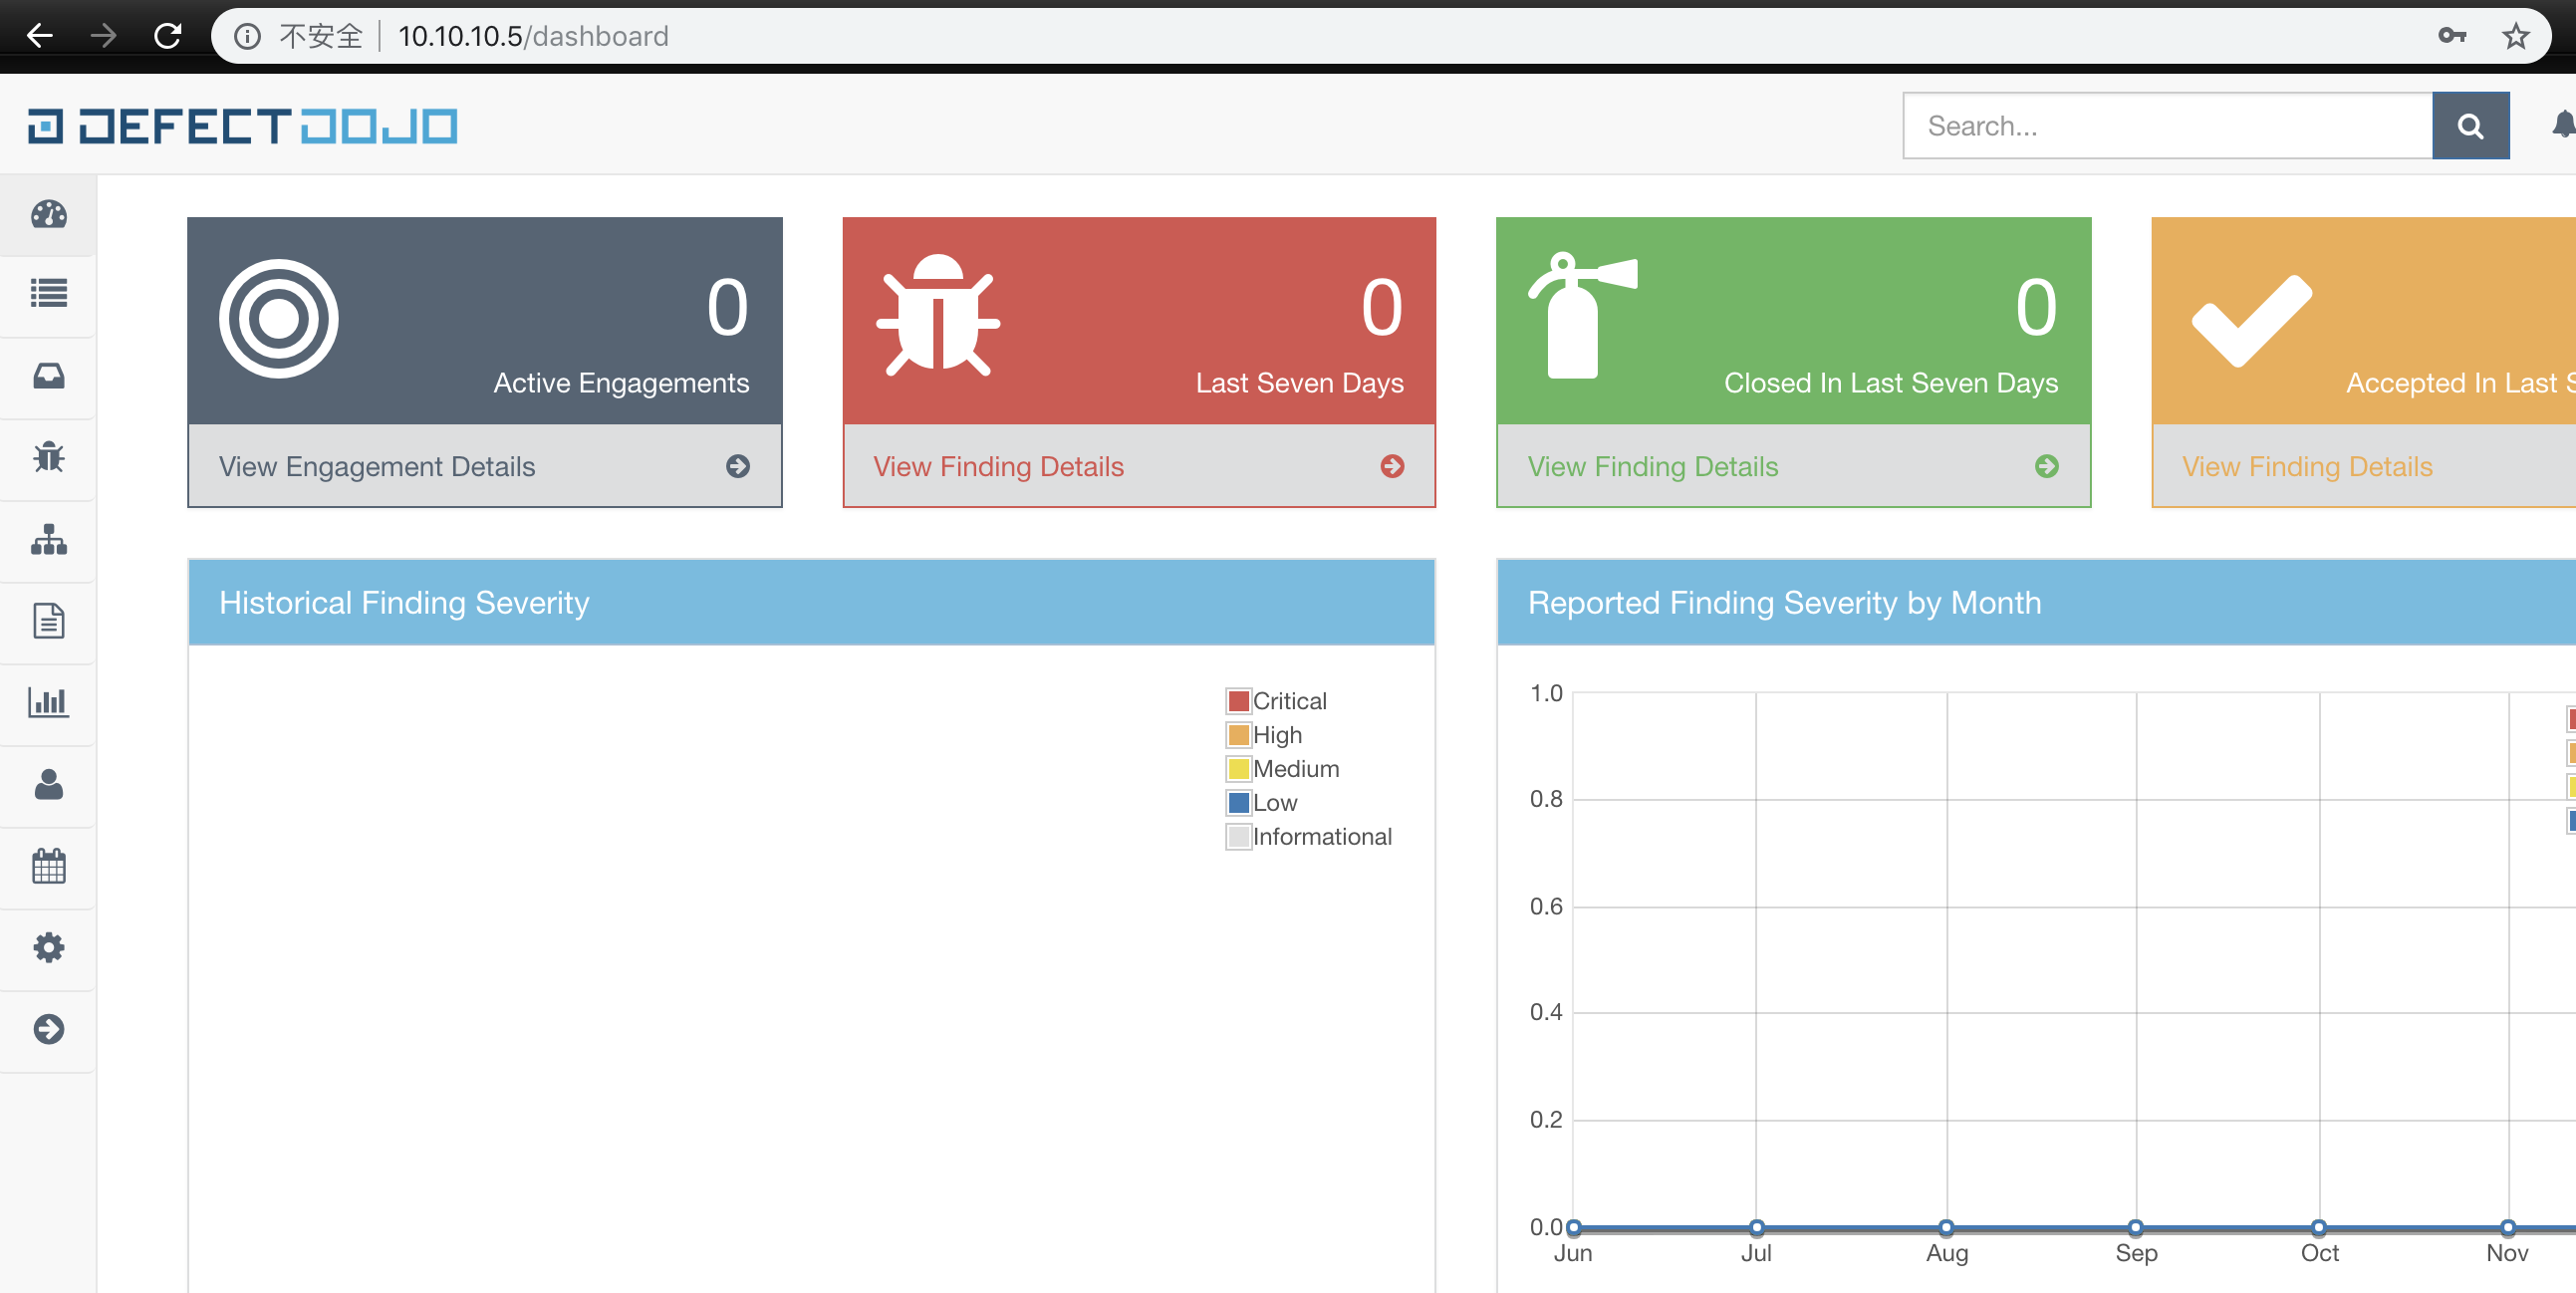 不安全 10.10.10.5/dashboard
DEFECTDOJO
Search...
0
Active Engagements
View Engagement Details
0
Last Seven Days
View Finding Details
0
Closed In Last Seven Days
View Finding Details
Accepted In Last
View Finding Details
Historical Finding Severity
Critical
High
Medium
Low
Informational
Reported Finding Severity by Month
1.0
0.8
0.6
0.4
0.2
0.0
Jun Jul Aug Sep Oct Nov